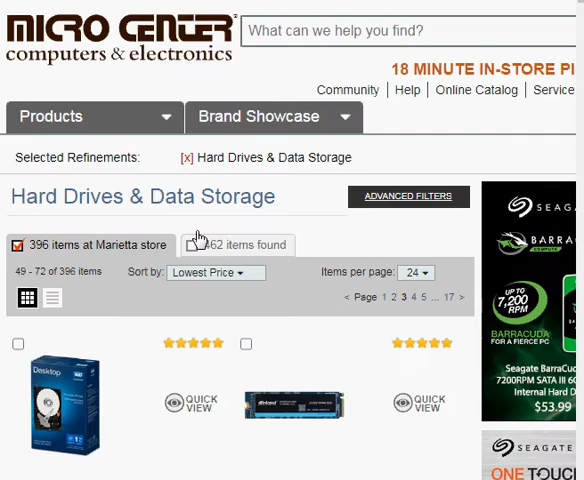 MICRO CENTER
computers & electronics
What can we help you find?
18 MINUTE IN-STORE PI
Community | Help | Online Catalog | Service
Products
Brand Showcase
Selected Refinements: [x] Hard Drives & Data Storage
Hard Drives & Data Storage
ADVANCED FILTERS
396 items at Marietta store
462 items found
49 - 72 of 396 items
Sort by: Lowest Price
Items per page: 24
< Page 1 2 3 4 5 ... 17 >
QUICK VIEW
QUICK VIEW
Desktop
WD
SEAG
BARRA
UP TO
7,200
RPM
BARRACUDA
FOR A FIERCE PC
Seagate BarraCu
7200RPM SATA III 6G
Internal Hard D
$53.99
SEAGATE
ONE TOUC